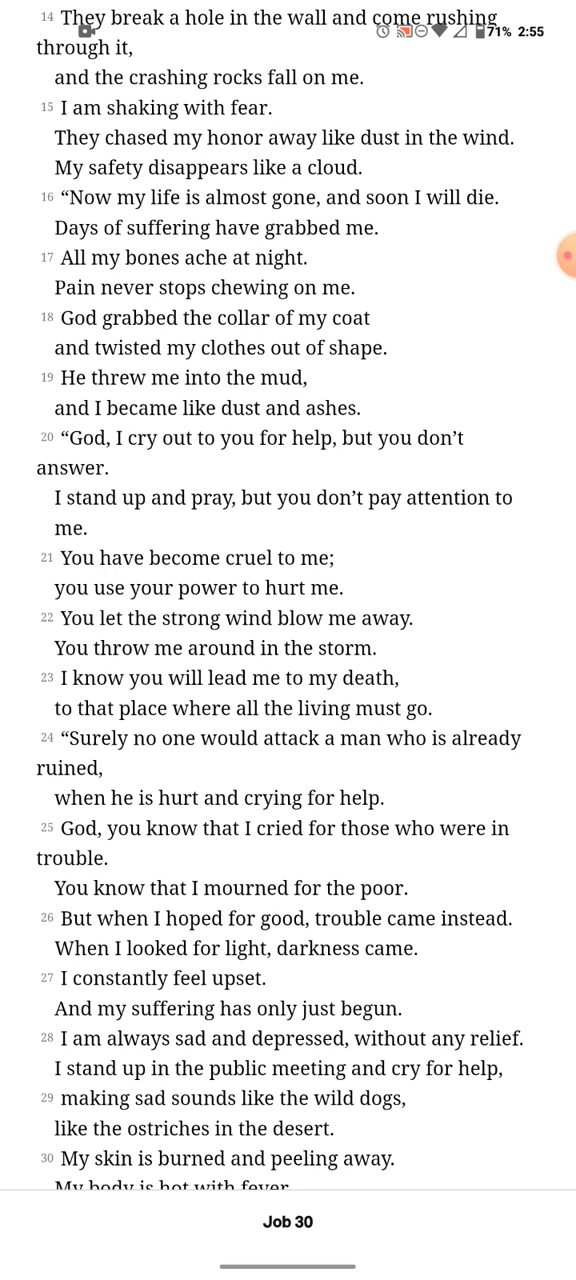 14 They break a hole in the wall and come rushing
71% 2:55
through it,
and the crashing rocks fall on me.
15 I am shaking with fear.
They chased my honor away like dust in the wind.
My safety disappears like a cloud.
16 “Now my life is almost gone, and soon I will die.
Days of suffering have grabbed me.
17 All my bones ache at night.
Pain never stops chewing on me.
18 God grabbed the collar of my coat
and twisted my clothes out of shape.
19 He threw me into the mud,
and I became like dust and ashes.
20 “God, I cry out to you for help, but you don’t
answer.
I stand up and pray, but you don’t pay attention to
me.
21 You have become cruel to me;
you use your power to hurt me.
22 You let the strong wind blow me away.
You throw me around in the storm.
23 I know you will lead me to my death,
to that place where all the living must go.
24 “Surely no one would attack a man who is already
ruined,
when he is hurt and crying for help.
25 God, you know that I cried for those who were in
trouble.
You know that I mourned for the poor.
26 But when I hoped for good, trouble came instead.
When I looked for light, darkness came.
27 I constantly feel upset.
And my suffering has only just begun.
28 I am always sad and depressed, without any relief.
I stand up in the public meeting and cry for help,
29 making sad sounds like the wild dogs,
like the ostriches in the desert.
30 My skin is burned and peeling away.
My body is hot with fever
Job 30